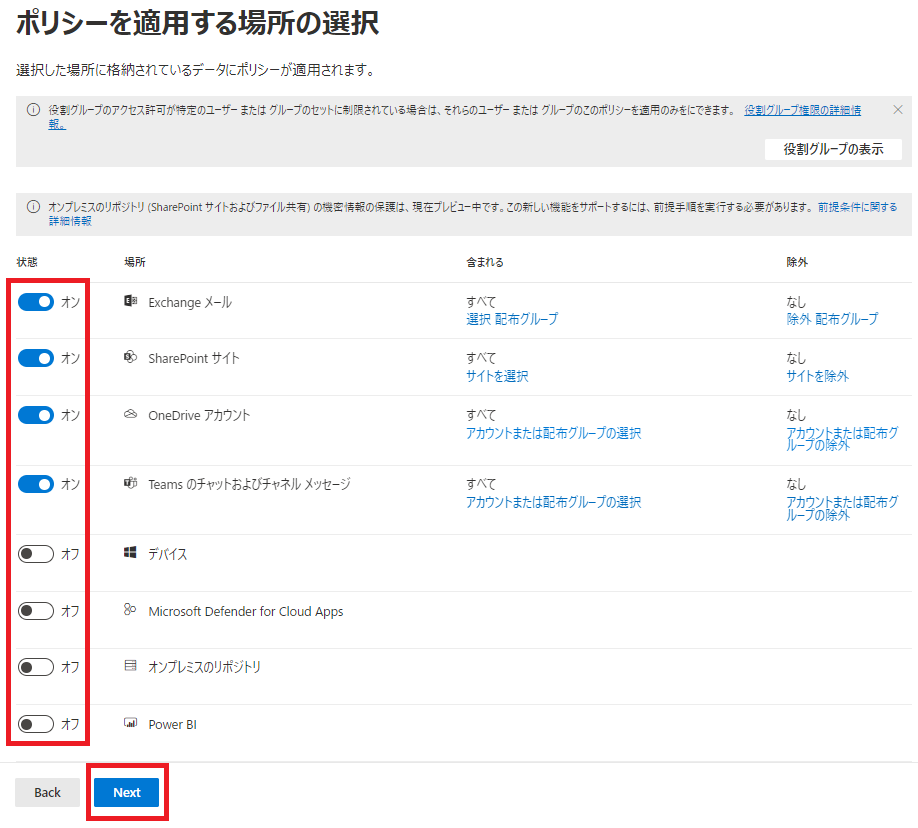 ポリシーを適用する場所の選択
選択した場所に格納されているデータにポリシーが適用されます。
役割グループのアクセス許可が特定のユーザー または グループのセットに制限されている場合は、それらのユーザー または グループのこのポリシーを適用のみをにできます。 役割グループ権限の詳細情
報。
役割グループの表示
オンプレミスのリポジトリ (SharePoint サイトおよびファイル共有) の機密情報の保護は、現在プレビュー中です。この新しい機能をサポートするには、前提手順を実行する必要があります。 前提条件に関する
詳細情報
状態 場所 含まれる 除外
オン Exchange メール すべて なし
選択 配布グループ 除外 配布グループ
オン SharePoint サイト すべて なし
サイトを選択 サイトを除外
オン OneDrive アカウント すべて なし
アカウントまたは配布グループの選択 アカウントまたは配布グ
ループの除外
オン Teams のチャットおよびチャネル メッセージ すべて なし
アカウントまたは配布グループの選択 アカウントまたは配布グ
ループの除外
オフ デバイス
オフ Microsoft Defender for Cloud Apps
オフ オンプレミスのリポジトリ
オフ Power BI
Back Next